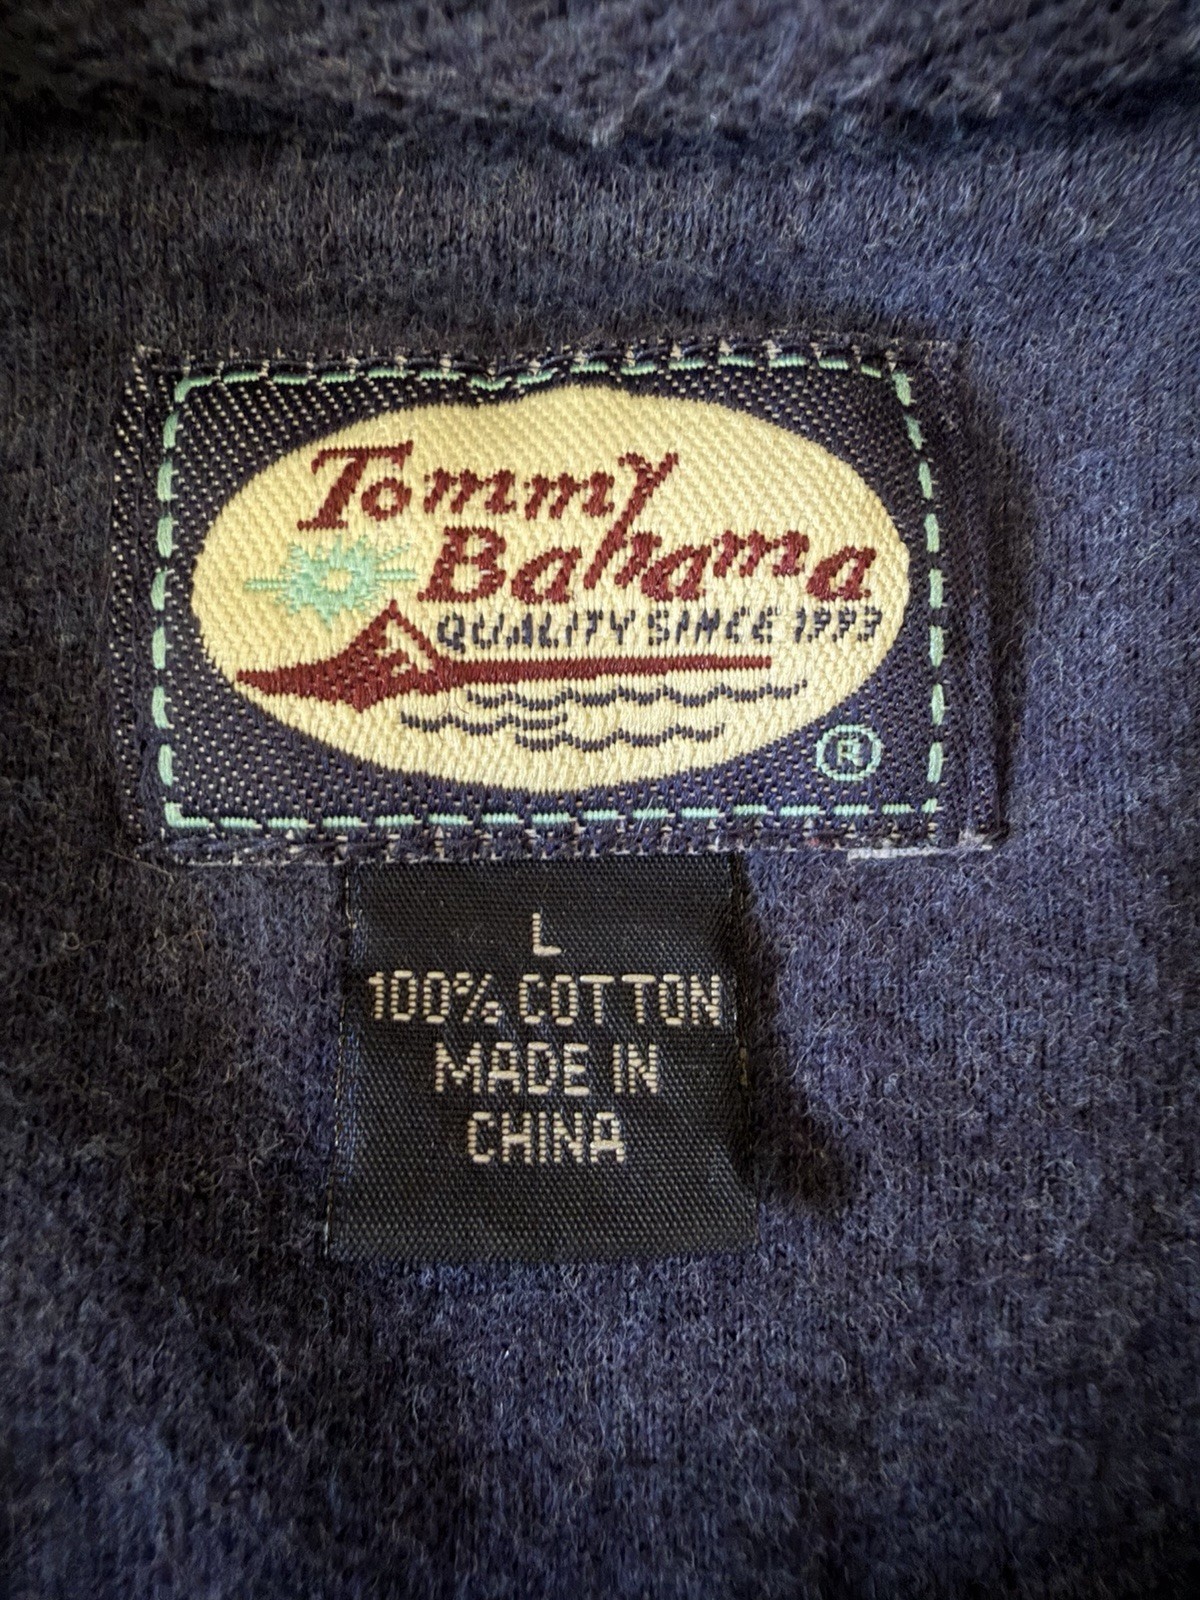 Tommy
Bahama
QUALITY SINCE 1993
®
L
100% COTTON
MADE IN
CHINA